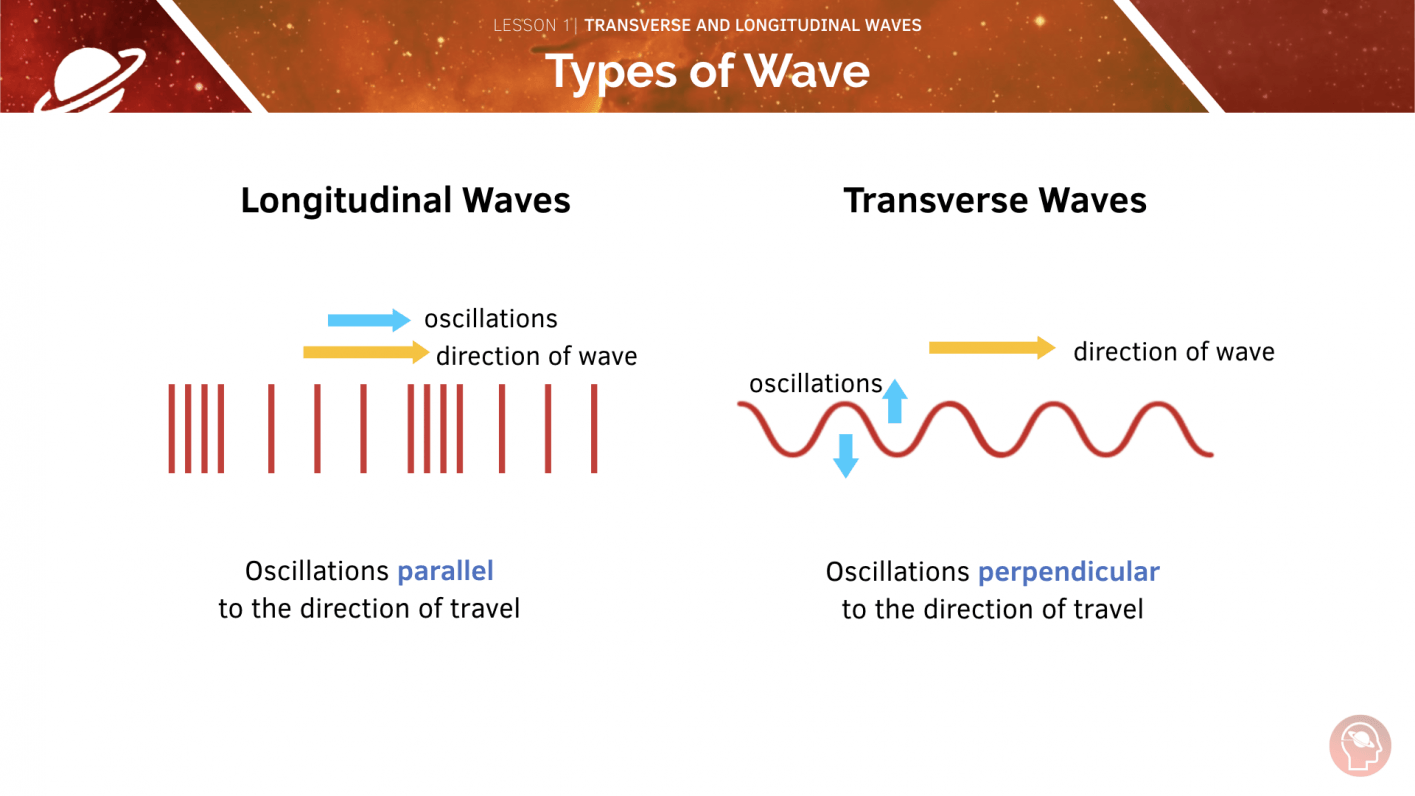 LESSON 1| TRANSVERSE AND LONGITUDINAL WAVES
Types of Wave
Longitudinal Waves
oscillations
direction of wave
Oscillations parallel
to the direction of travel
Transverse Waves
direction of wave
oscillations
Oscillations perpendicular
to the direction of travel